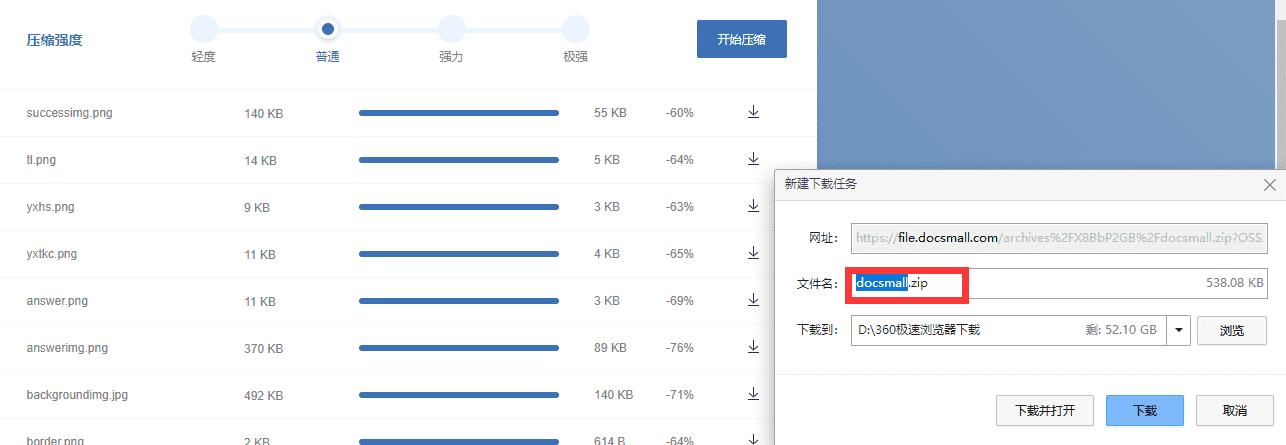 压缩强度
轻度 普通 强力 极强
开始压缩
successimg.png 140 KB 55 KB -60%
tl.png 14 KB 5 KB -64%
yxhs.png 9 KB 3 KB -63%
yxtkc.png 11 KB 4 KB -65%
answer.png 11 KB 3 KB -69%
answerimg.png 370 KB 89 KB -76%
backgroundimg.jpg 492 KB 140 KB -71%
border.png 2 KB 614 B -64%
新建下载任务
网址: https://file.docsmall.com/archives%2FX8BbP2GB%2Fdocsmall.zip?OSS
文件名: docsmall.zip 538.08 KB
下载到: D:\360极速浏览器下载 剩: 52.10 GB 浏览
下载并打开 下载 取消